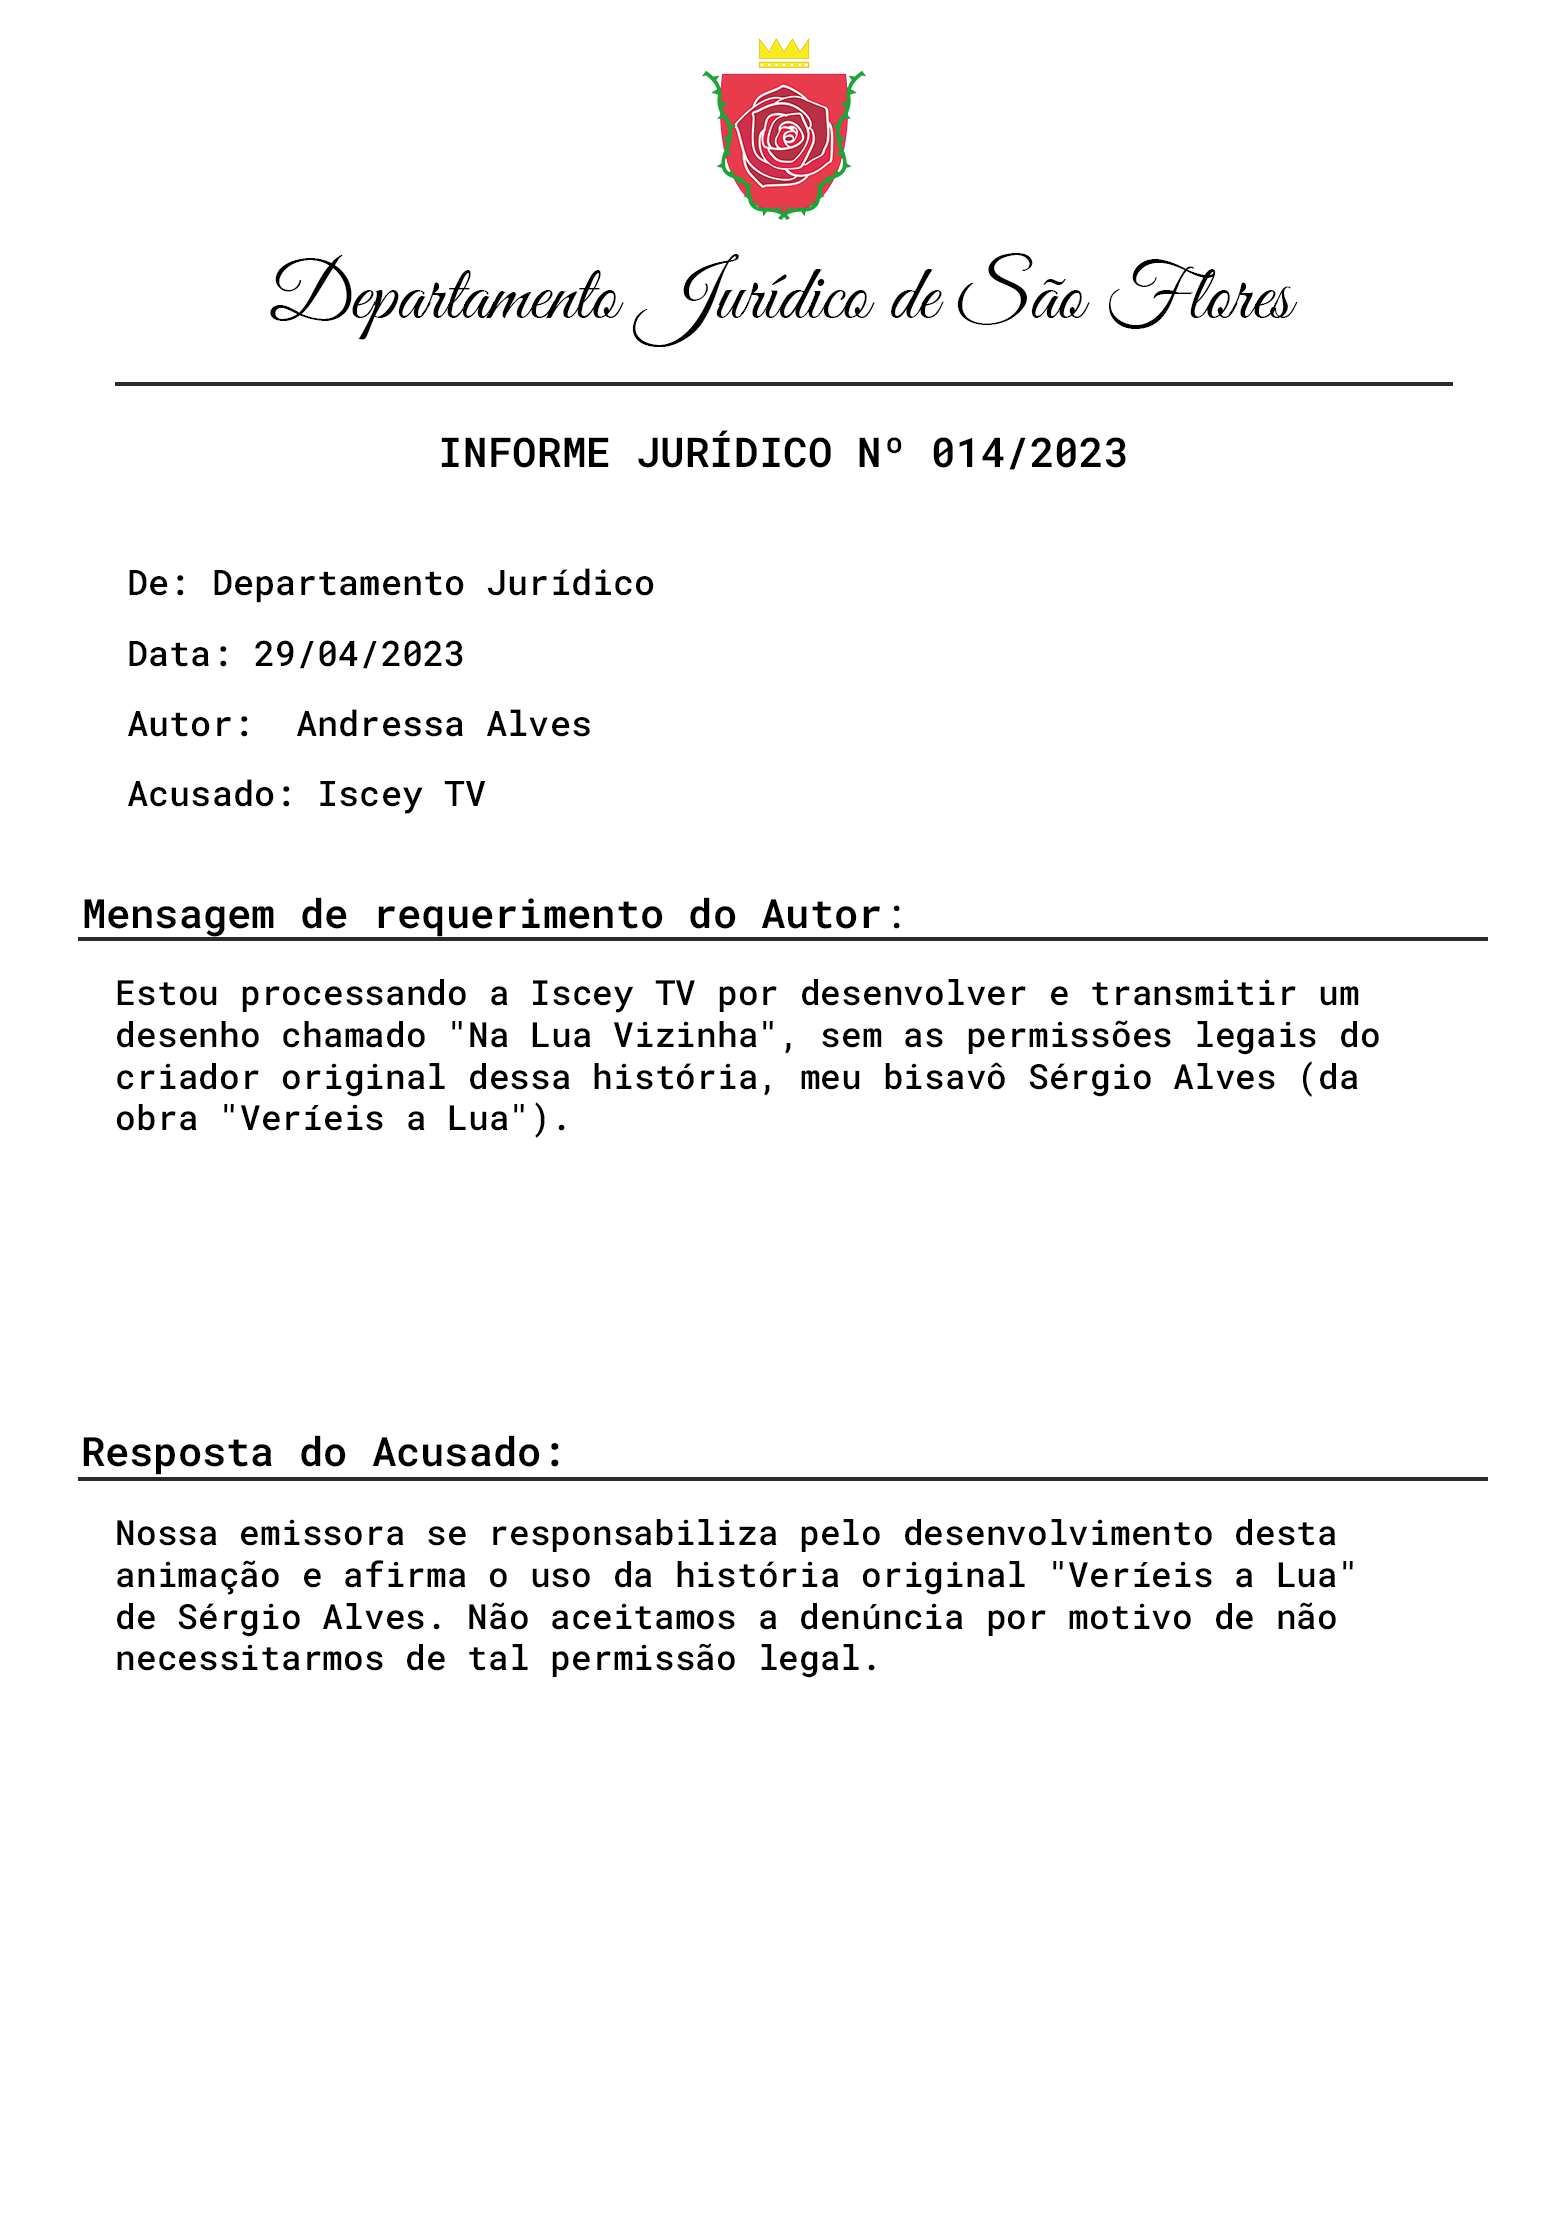 Departamento Jurídico de São Flores
INFORME JURÍDICO Nº 014/2023
De: Departamento Jurídico
Data: 29/04/2023
Autor:  Andressa Alves
Acusado: Iscey TV
Mensagem de requerimento do Autor:
Estou processando a Iscey TV por desenvolver e transmitir um
desenho chamado "Na Lua Vizinha", sem as permissões legais do
criador original dessa história, meu bisavô Sérgio Alves (da
obra "Veríeis a Lua").
Resposta do Acusado:
Nossa emissora se responsabiliza pelo desenvolvimento desta
animação e afirma o uso da história original "Veríeis a Lua"
de Sérgio Alves. Não aceitamos a denúncia por motivo de não
necessitarmos de tal permissão legal.